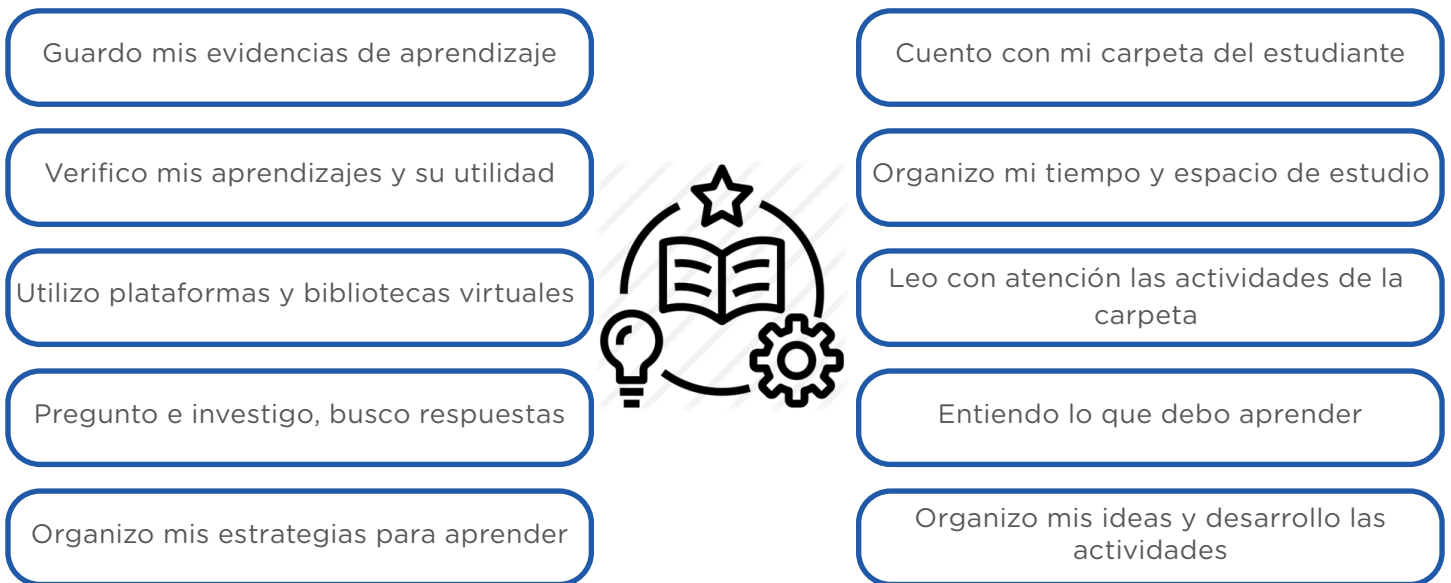 Guardo mis evidencias de aprendizaje
Verifico mis aprendizajes y su utilidad
Utilizo plataformas y bibliotecas virtuales
Pregunto e investigo, busco respuestas
Organizo mis estrategias para aprender
Cuento con mi carpeta del estudiante
Organizo mi tiempo y espacio de estudio
Leo con atención las actividades de la
carpeta
Entiendo lo que debo aprender
Organizo mis ideas y desarrollo las
actividades